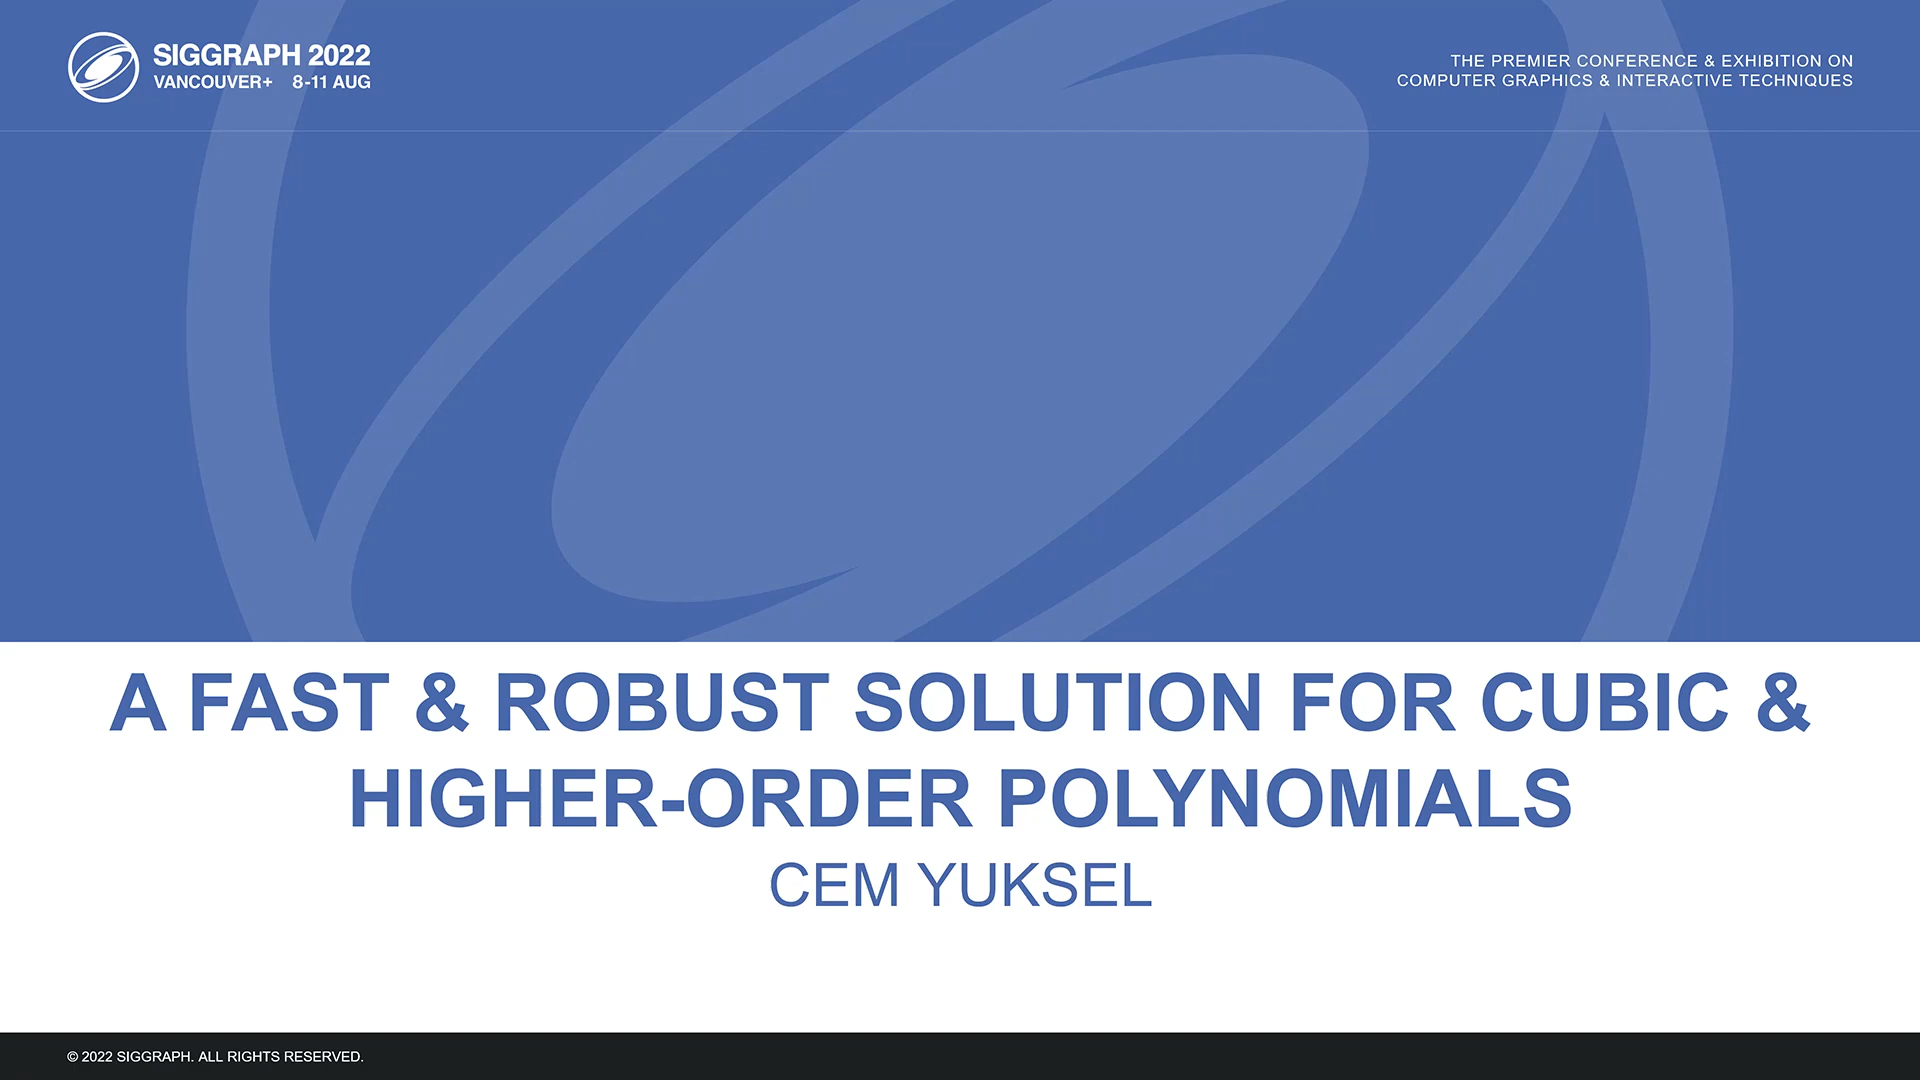 SIGGRAPH 2022
VANCOUVER+ 8-11 AUG
THE PREMIER CONFERENCE & EXHIBITION ON
COMPUTER GRAPHICS & INTERACTIVE TECHNIQUES
A FAST & ROBUST SOLUTION FOR CUBIC &
HIGHER-ORDER POLYNOMIALS
CEM YUKSEL
© 2022 SIGGRAPH. ALL RIGHTS RESERVED.